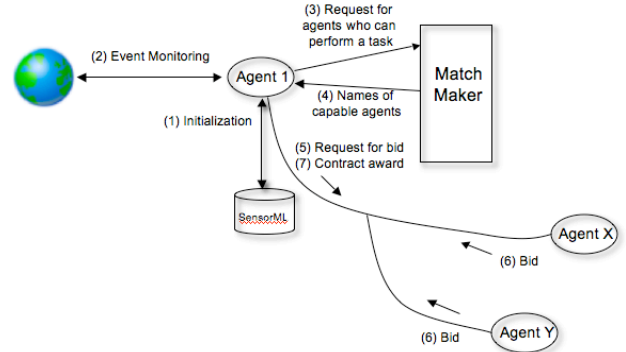 (3) Request for
agents who can
perform a task
(2) Event Monitoring
Agent 1
Match
Maker
(4) Names of
capable agents
(1) Initialization
(5) Request for bid
(7) Contract award
SensorML
Agent X
(6) Bid
(6) Bid
Agent Y